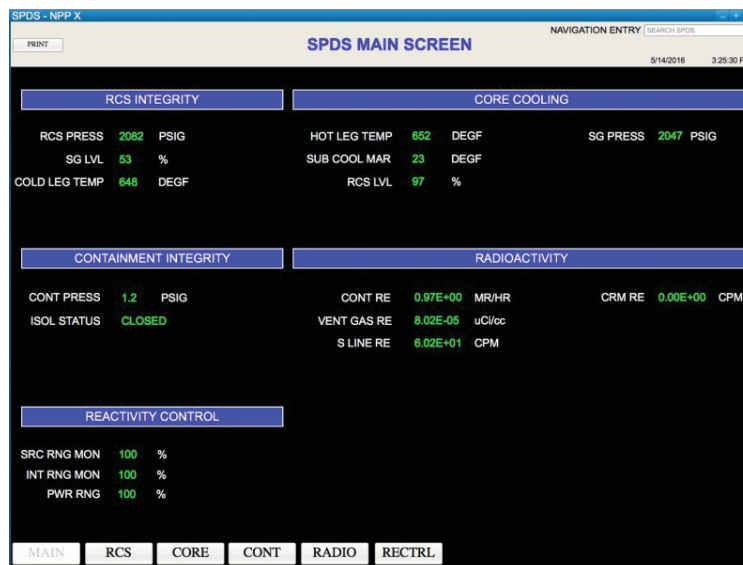 SPDS - NPP X
PRINT
SPDS MAIN SCREEN
NAVIGATION ENTRY SEARCH SPDS
5/14/2016 3:25:30
RCS INTEGRITY
RCS PRESS 2082 PSIG
SG LVL 53 %
COLD LEG TEMP 648 DEGF
CORE COOLING
HOT LEG TEMP 652 DEGF SG PRESS 2047 PSIG
SUB COOL MAR 23 DEGF
RCS LVL 97 %
CONTAINMENT INTEGRITY
CONT PRESS 1.2 PSIG
ISOL STATUS CLOSED
RADIOACTIVITY
CONT RE 0.97E+00 MR/HR CRM RE 0.00E+00 CPM
VENT GAS RE 8.02E-05 uCi/cc
S LINE RE 6.02E+01 CPM
REACTIVITY CONTROL
SRC RNG MON 100 %
INT RNG MON 100 %
PWR RNG 100 %
MAIN RCS CORE CONT RADIO RECTRL